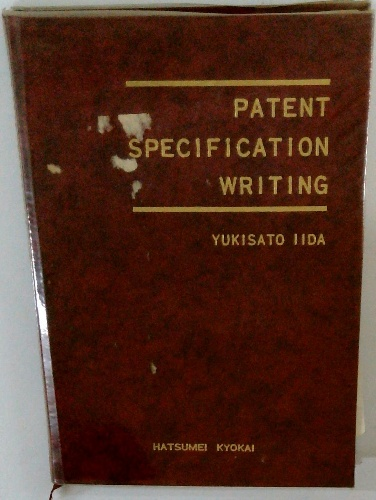 PATENT
SPECIFICATION
WRITING
YUKISATO IIDA
HATSUMEI KYOKAI